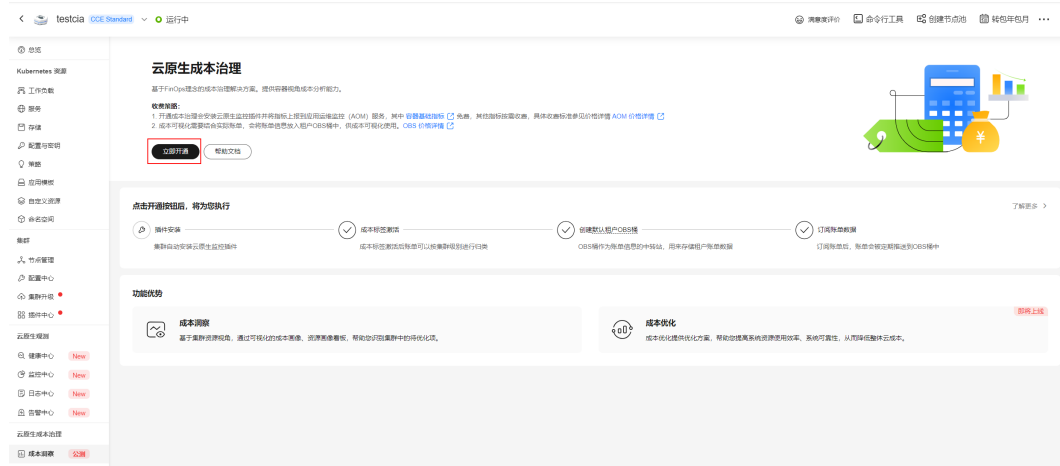 testcia CCE Standard 运行中
满意度评价 命令行工具 创建节点池 转包年包月
总览
Kubernetes 资源
工作负载
服务
存储
配置与密钥
策略
应用模板
自定义资源
命名空间
集群
节点管理
配置中心
集群升级
插件中心
云原生观测
健康中心 New
监控中心 New
日志中心 New
告警中心 New
云原生成本治理
成本洞察 公测
云原生成本治理
基于FinOps理念的成本治理解决方案。提供容器视角成本分析能力。
收费策略:
1. 开通成本治理会安装云原生监控插件并将指标上报到应用运维监控（AOM）服务，其中 容器基础指标 免费，其他指标按需收费，具体收费标准参见价格详情 AOM 价格详情
2. 成本可视化需要结合实际账单，会将账单信息放入租户OBS桶中，供成本可视化使用。OBS 价格详情
立即开通 帮助文档
¥
点击开通按钮后，将为您执行 了解更多
插件安装 成本标签激活 创建默认租户OBS桶 订阅账单数据
集群自动安装云原生监控插件 成本标签激活后账单可以按集群级别进行归类 OBS桶作为账单信息的中转站，用来存储租户账单数据 订阅账单后，账单会被定期推送到OBS桶中
功能优势
即将上线
成本洞察 成本优化
基于集群资源视角，通过可视化的成本画像、资源画像看板，帮助您识别集群中的待优化项。 成本优化提供优化方案，帮助您提高系统资源使用效率、系统可靠性，从而降低整体云成本。